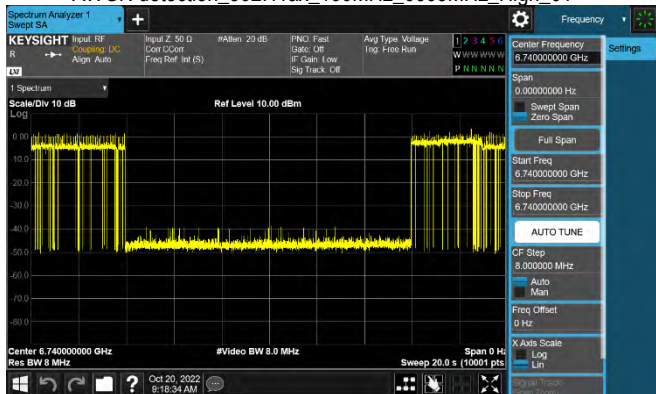 Spectrum Analyzer 1
Swept SA
Frequency
KEYSIGHT
R
LXI
Input: RF
Coupling: DC
Align: Auto
Input Z: 50 Ω
Corr CCorr
Freq Ref: Int (S)
#Atten: 20 dB
PNO: Fast
Gate: Off
IF Gain: Low
Sig Track: Off
Avg Type: Voltage
Trig: Free Run
1 2 3 4 5 6
W W W W W W
P N N N N N
1 Spectrum
Scale/Div 10 dB
Ref Level 10.00 dBm
Log
0.00
-10.0
-20.0
-30.0
-40.0
-50.0
-60.0
-70.0
-80.0
Center 6.740000000 GHz
Res BW 8 MHz
#Video BW 8.0 MHz
Span 0 Hz
Sweep 20.0 s (10001 pts
Center Frequency
6.740000000 GHz
Settings
Span
0.00000000 Hz
Swept Span
Zero Span
Full Span
Start Freq
6.740000000 GHz
Stop Freq
6.740000000 GHz
AUTO TUNE
CF Step
8.000000 MHz
Auto
Man
Freq Offset
0 Hz
X Axis Scale
Log
Lin
Signal Track
(Span Zoom)
?
Oct 20, 2022
9:18:34 AM